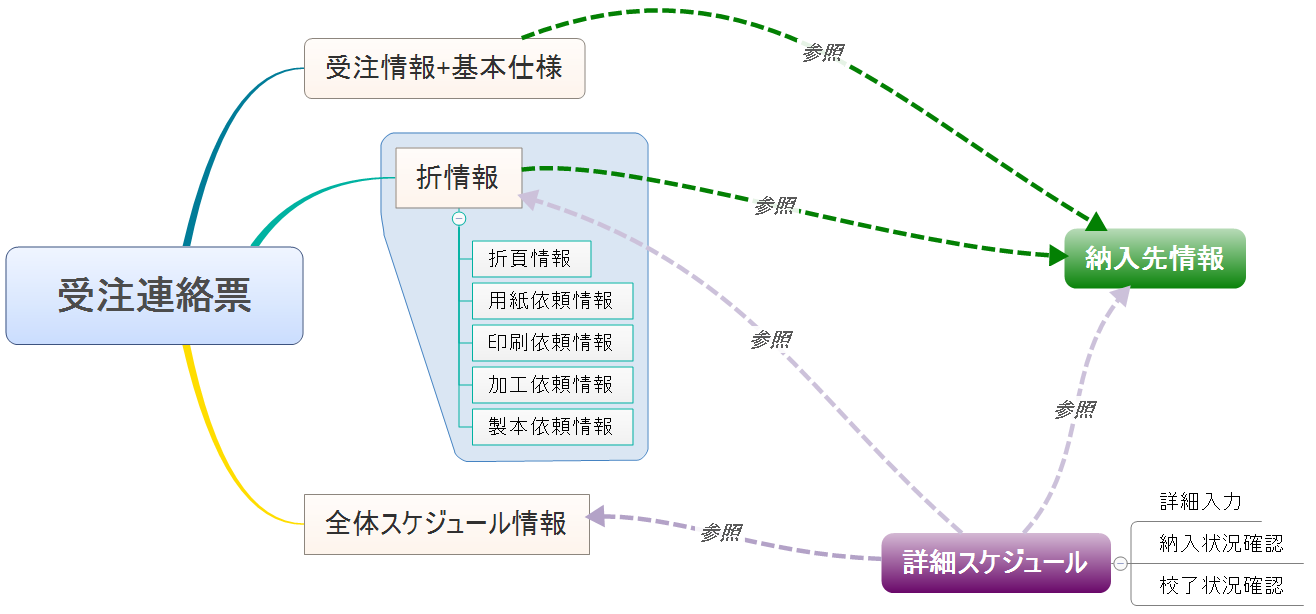 受注情報+基本仕様
参照
折情報
参照
折頁情報
用紙依頼情報
印刷依頼情報
加工依頼情報
製本依頼情報
受注連絡票
納入先情報
参照
参照
全体スケジュール情報
参照
詳細スケジュール
詳細入力
納入状況確認
校了状況確認